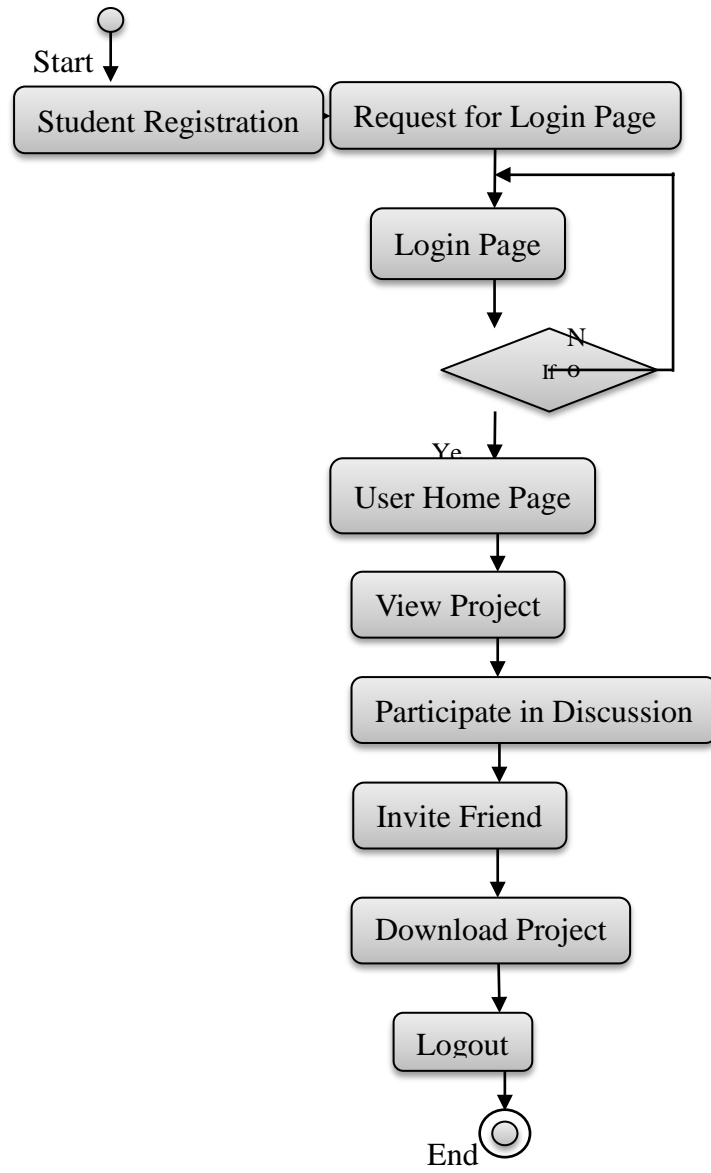 Start
Student Registration
Request for Login Page
Login Page
N
If o
Ye
User Home Page
View Project
Participate in Discussion
Invite Friend
Download Project
Logout
End